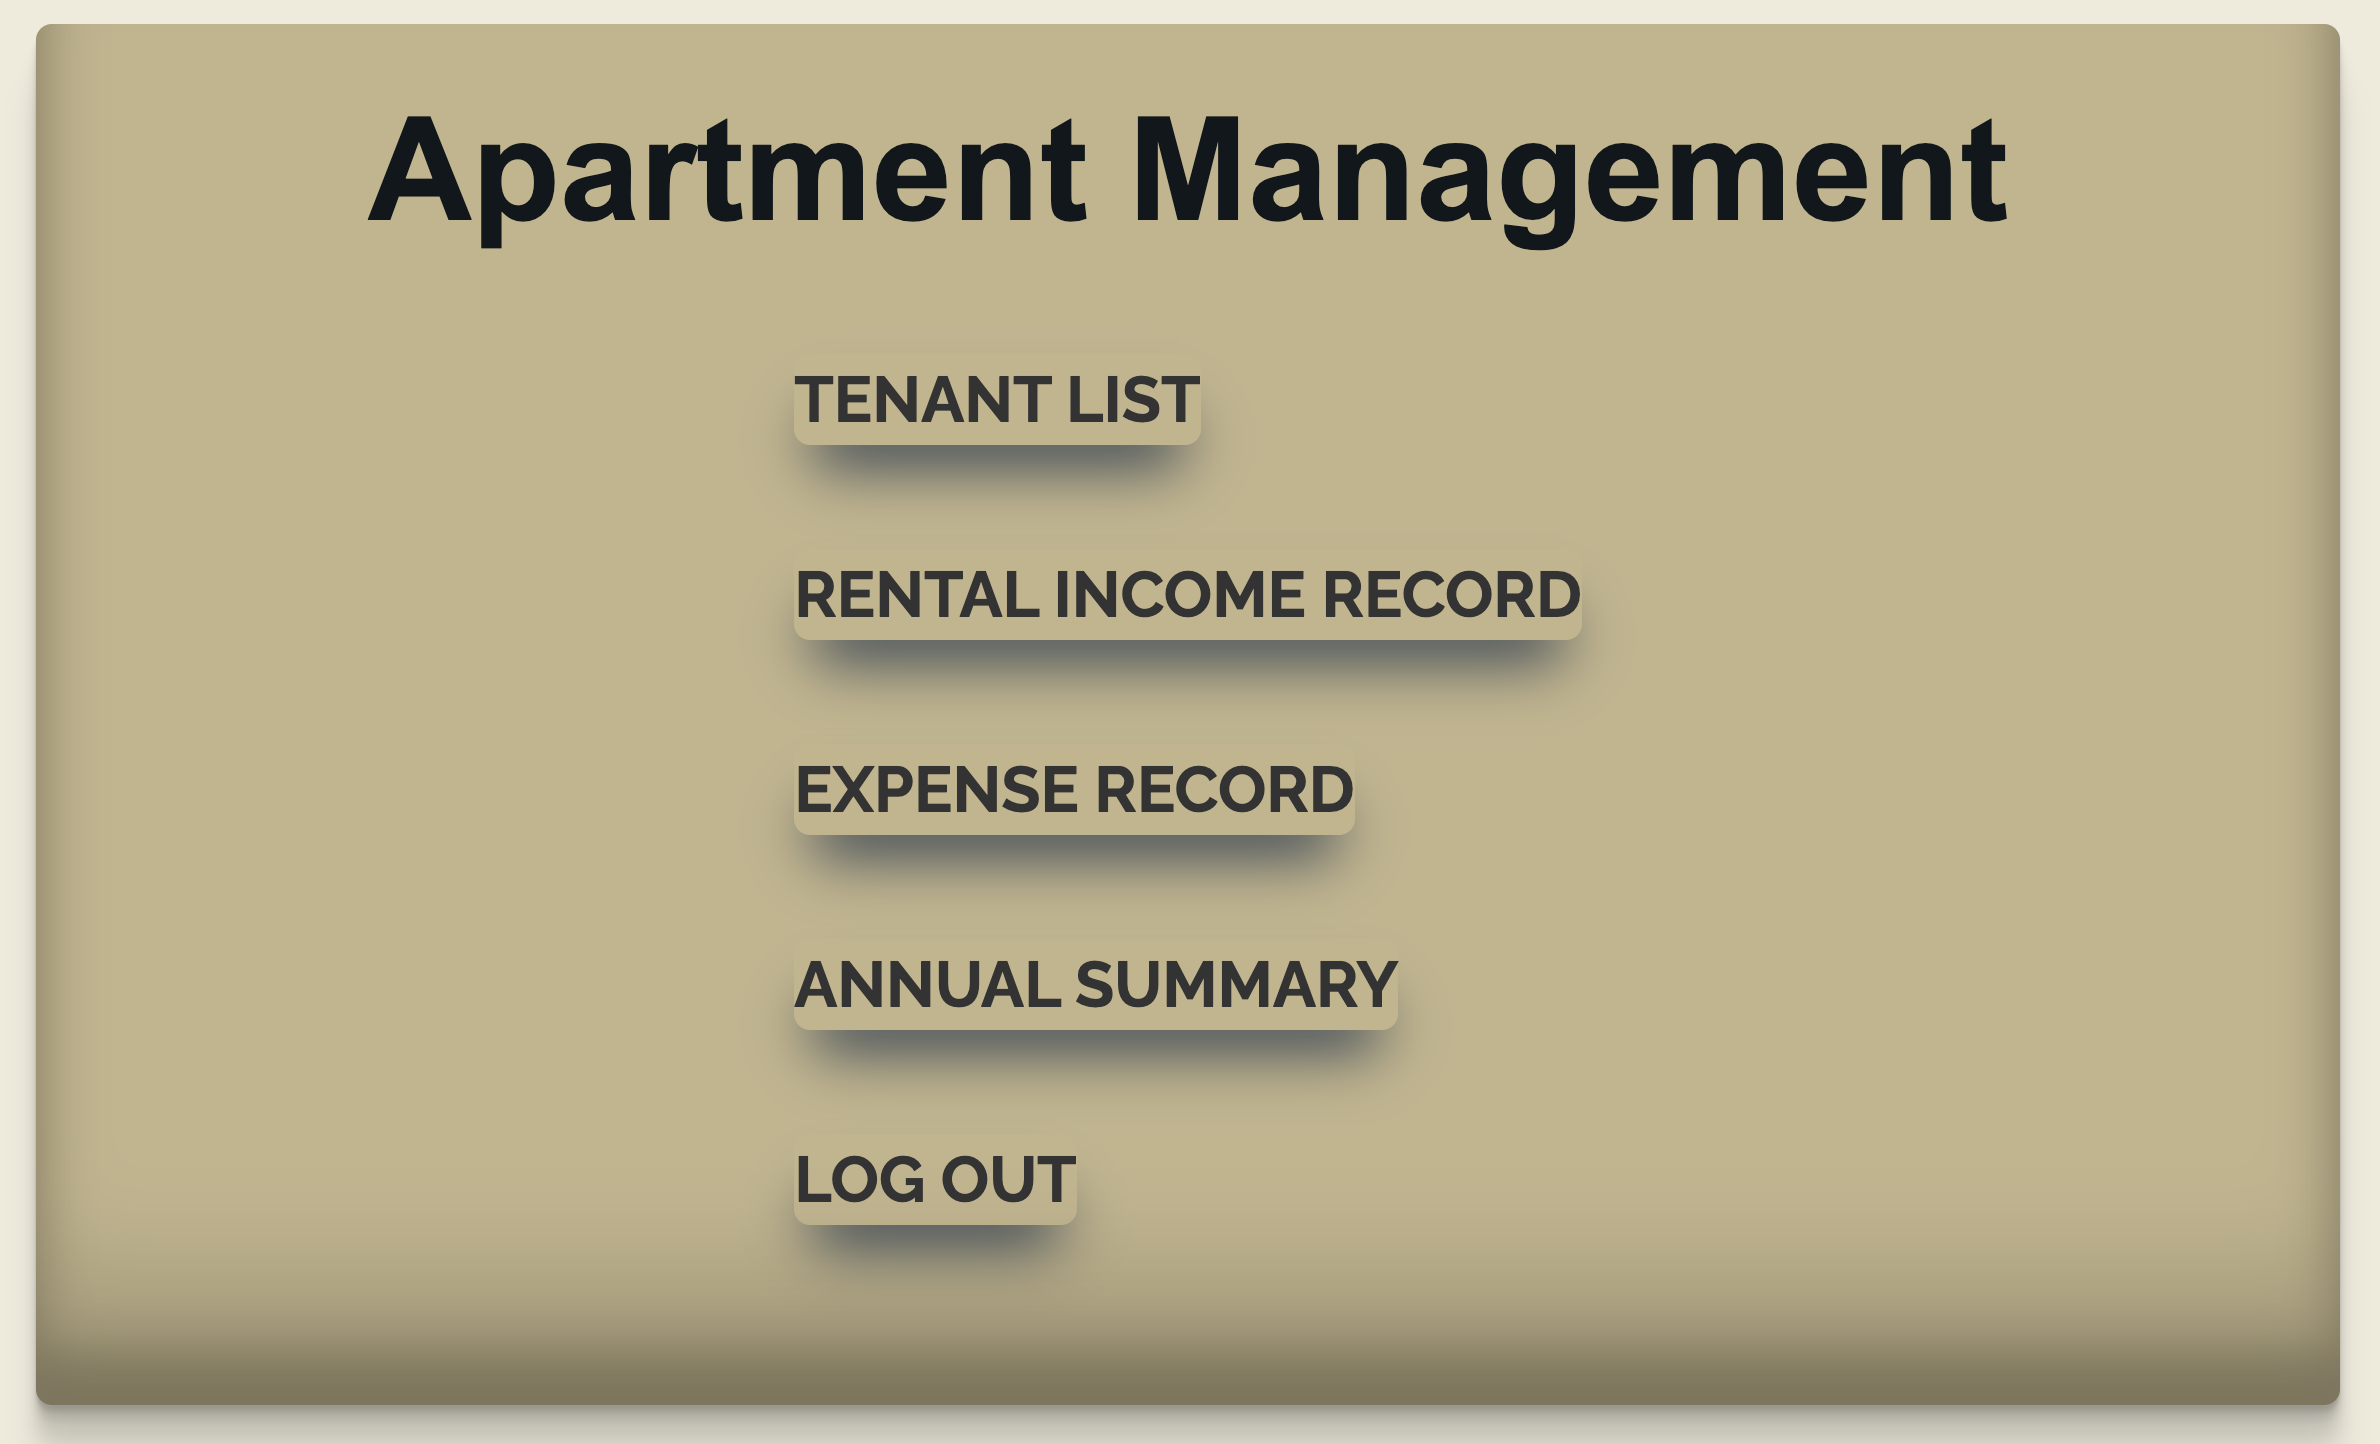 Apartment Management
TENANT LIST
RENTAL INCOME RECORD
EXPENSE RECORD
ANNUAL SUMMARY
LOG OUT